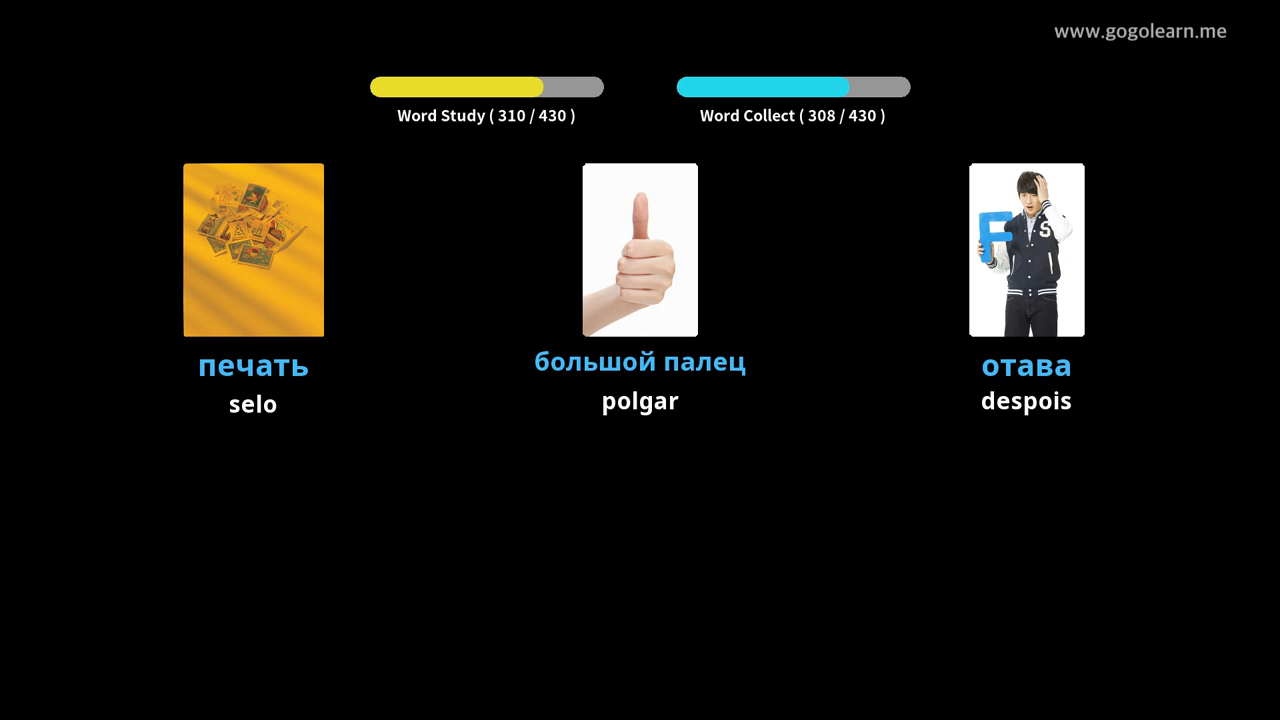 www.gogolearn.me
Word Study ( 310 / 430 )
Word Collect ( 308 / 430 )
F
S
печать
большой палец
отава
selo
polgar
despois